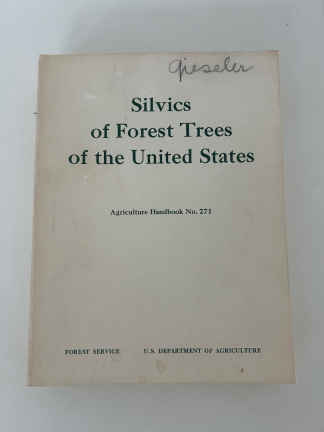 Gieseler
Silvics
of Forest Trees
of the United States
Agriculture Handbook No. 271
FOREST SERVICE U.S. DEPARTMENT OF AGRICULTURE